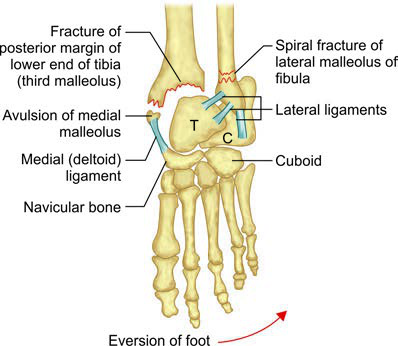 Fracture of
posterior margin of
lower end of tibia
(third malleolus)
Avulsion of medial
malleolus
Medial (deltoid)
ligament
Navicular bone
Spiral fracture of
lateral malleolus of
fibula
Lateral ligaments
T
C
Cuboid
Eversion of foot